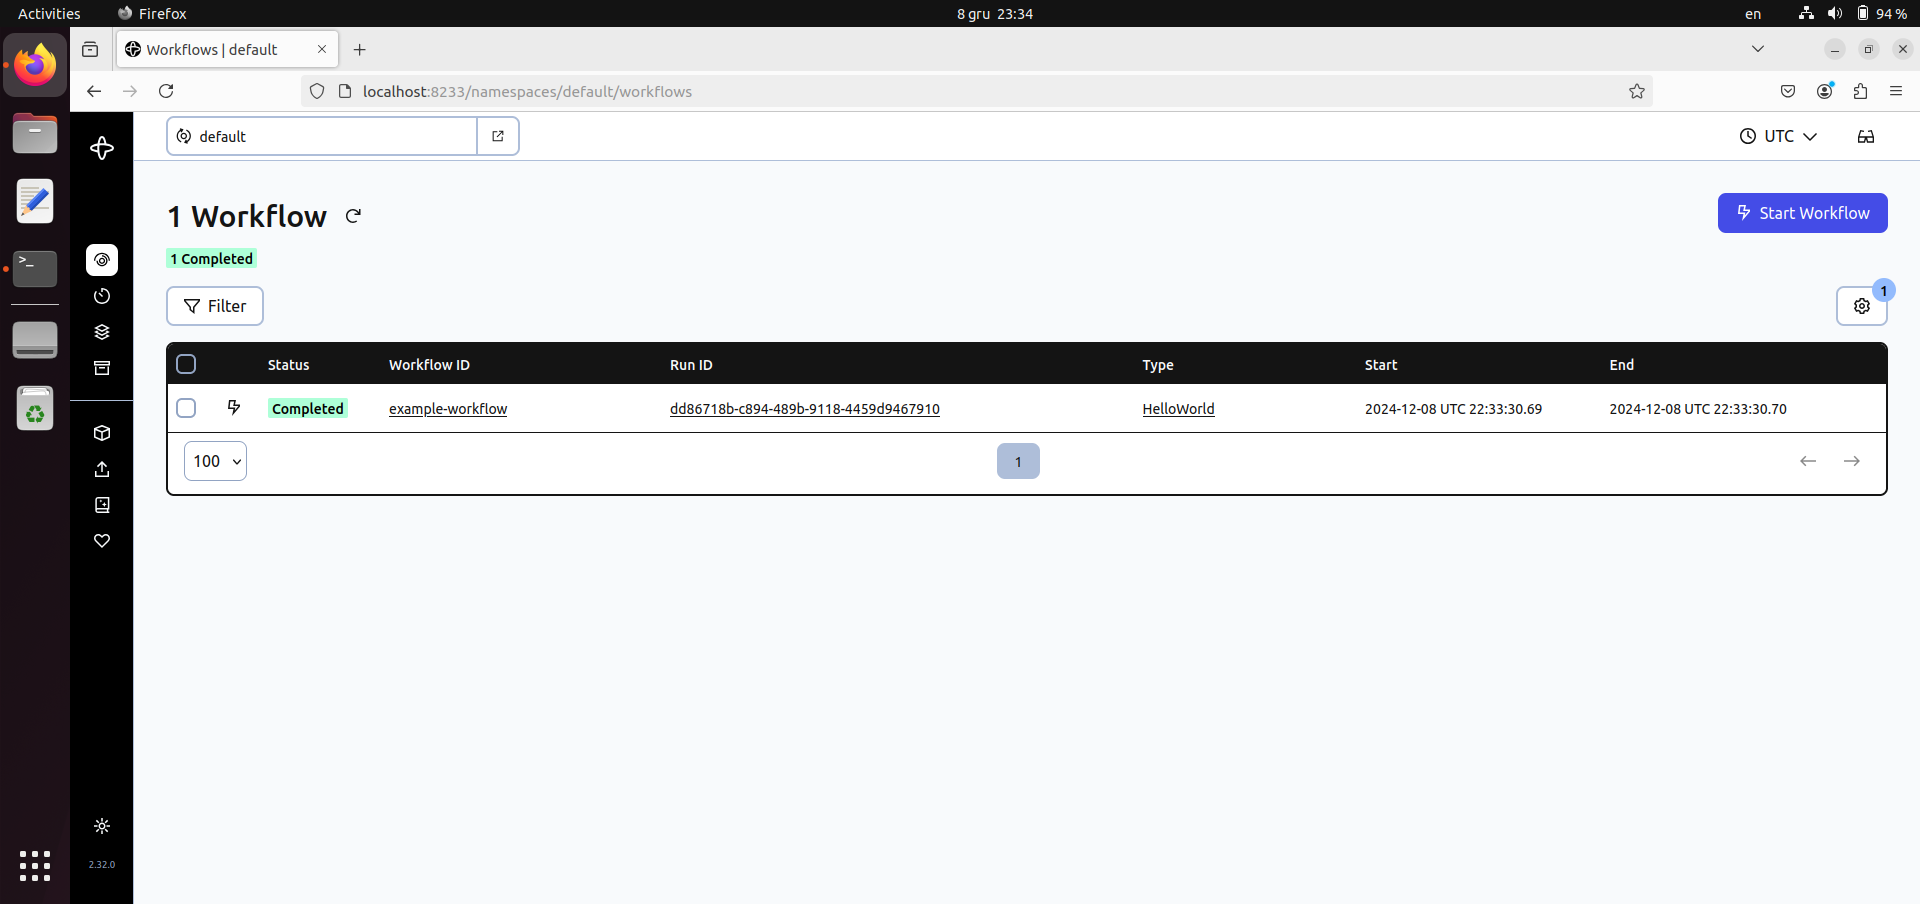 Activities Firefox 8 gru 23:34 en 94 %
Workflows | default
localhost:8233/namespaces/default/workflows
default UTC
1 Workflow Start Workflow
1 Completed
Filter 1
Status Workflow ID Run ID Type Start End
Completed example-workflow dd86718b-c894-489b-9118-4459d9467910 HelloWorld 2024-12-08 UTC 22:33:30.69 2024-12-08 UTC 22:33:30.70
100 1
2.32.0